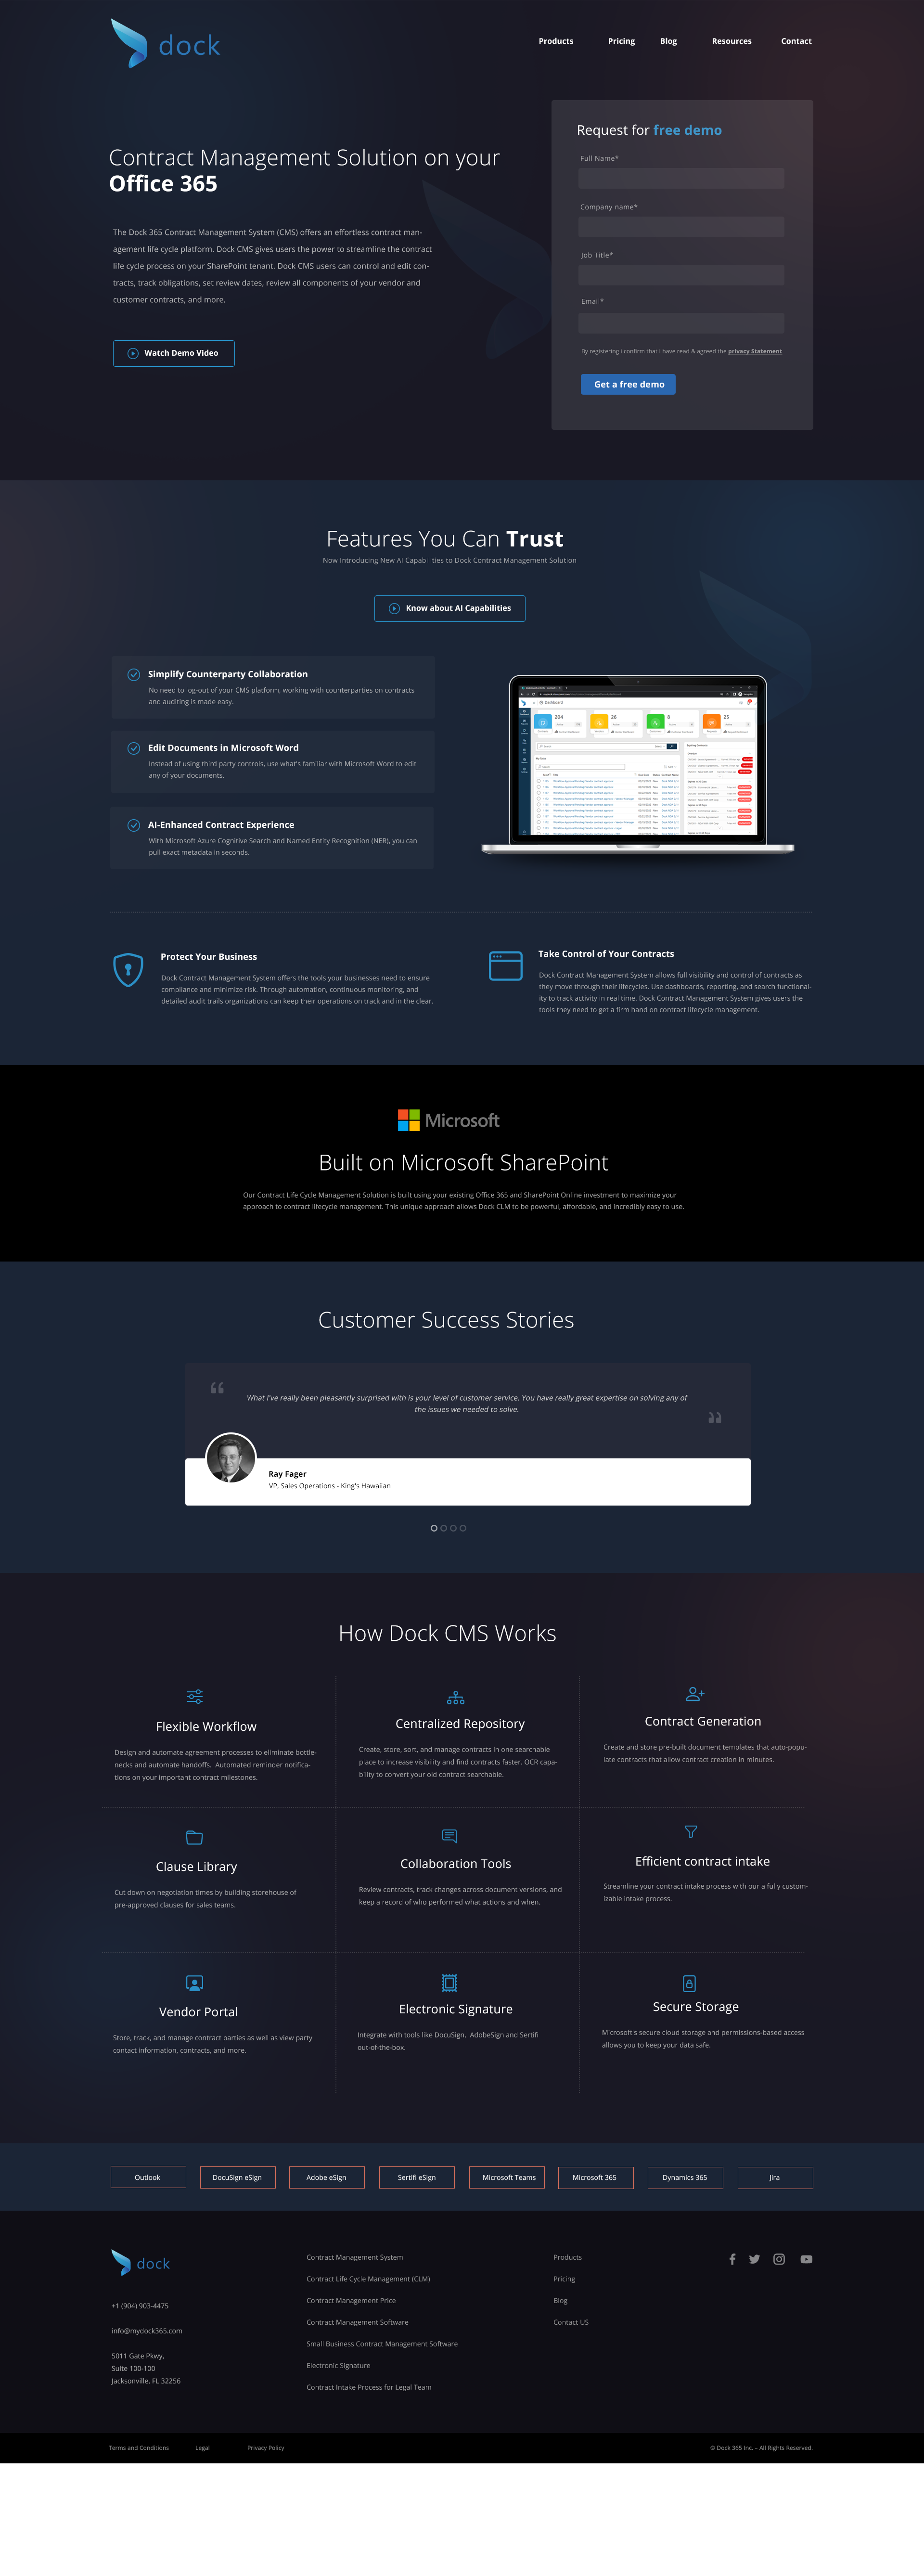 dock
Products Pricing Blog Resources Contact
Contract Management Solution on your
Office 365
The Dock 365 Contract Management System (CMS) offers an effortless contract man-
agement life cycle platform. Dock CMS gives users the power to streamline the contract
life cycle process on your SharePoint tenant. Dock CMS users can control and edit con-
tracts, track obligations, set review dates, review all components of your vendor and
customer contracts, and more.
Watch Demo Video
Request for free demo
Full Name*
Company name*
Job Title*
Email*
By registering i confirm that i have read & agreed the privacy Statement
Get a free demo
Features You Can Trust
Now Introducing New AI Capabilities to Dock Contract Management Solution
Know about AI Capabilities
Simplify Counterparty Collaboration
No need to log-out of your CMS platform, working with counterparties on contracts
and auditing is made easy.
Edit Documents in Microsoft Word
Instead of using third party controls, use what's familiar with Microsoft Word to edit
any of your documents.
AI-Enhanced Contract Experience
With Microsoft Azure Cognitive Search and Named Entity Recognition (NER), you can
pull exact metadata in seconds.
Dashboard
204
26
8
25
Protect Your Business
Dock Contract Management System offers the tools your businesses need to ensure
compliance and minimize risk. Through automation, continuous monitoring, and
detailed audit trails organizations can keep their operations on track and in the clear.
Take Control of Your Contracts
Dock Contract Management System allows full visibility and control of contracts as
they move through their lifecycles. Use dashboards, reporting, and search functional-
ity to track activity in real time. Dock Contract Management System gives users the
tools they need to get a firm hand on contract lifecycle management.
Microsoft
Built on Microsoft SharePoint
Our Contract Life Cycle Management Solution is built using your existing Office 365 and SharePoint Online investment to maximize your
approach to contract lifecycle management. This unique approach allows Dock CLM to be powerful, affordable, and incredibly easy to use.
Customer Success Stories
What I've really been pleasantly surprised with is your level of customer service. You have really great expertise on solving any of
the issues we needed to solve.
Ray Fager
VP, Sales Operations - King's Hawaiian
How Dock CMS Works
Flexible Workflow
Design and automate agreement processes to eliminate bottle-
necks and automate handoffs. Automated reminder notifica-
tions on your important contract milestones.
Centralized Repository
Create, store, sort, and manage contracts in one searchable
place to increase visibility and find contracts faster. OCR capa-
bility to convert your old contract searchable.
Contract Generation
Create and store pre-built document templates that auto-popu-
late contracts that allow contract creation in minutes.
Clause Library
Cut down on negotiation times by building storehouse of
pre-approved clauses for sales teams.
Collaboration Tools
Review contracts, track changes across document versions, and
keep a record of who performed what actions and when.
Efficient contract intake
Streamline your contract intake process with our a fully custom-
izable intake process.
Vendor Portal
Store, track, and manage contract parties as well as view party
contact information, contracts, and more.
Electronic Signature
Integrate with tools like DocuSign, AdobeSign and Sertifi
out-of-the-box.
Secure Storage
Microsoft's secure cloud storage and permissions-based access
allows you to keep your data safe.
Outlook DocuSign eSign Adobe eSign Sertifi eSign Microsoft Teams Microsoft 365 Dynamics 365 Jira
dock
+1 (904) 903-4475
info@mydock365.com
5011 Gate Pkwy,
Suite 100-100
Jacksonville, FL 32256
Contract Management System
Contract Life Cycle Management (CLM)
Contract Management Price
Contract Management Software
Small Business Contract Management Software
Electronic Signature
Contract Intake Process for Legal Team
Products
Pricing
Blog
Contact US
Terms and Conditions Legal Privacy Policy © Dock 365 Inc. – All Rights Reserved.